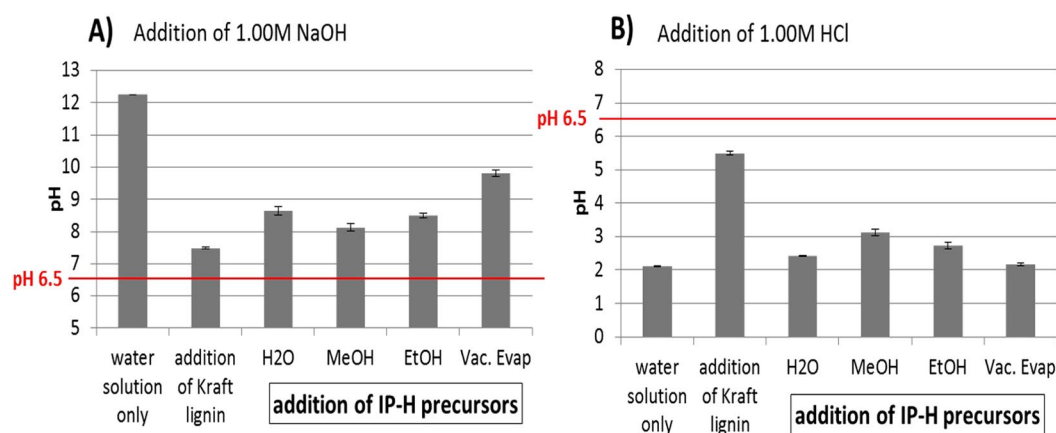 A) Addition of 1.00M NaOH
13
12
11
10
9
8
7
6
5
pH
pH 6.5
water solution only
addition of Kraft lignin
H2O
MeOH
EtOH
Vac. Evap
addition of IP-H precursors
B) Addition of 1.00M HCl
8
7
6
5
4
3
2
1
0
pH
pH 6.5
water solution only
addition of Kraft lignin
H2O
MeOH
EtOH
Vac. Evap
addition of IP-H precursors